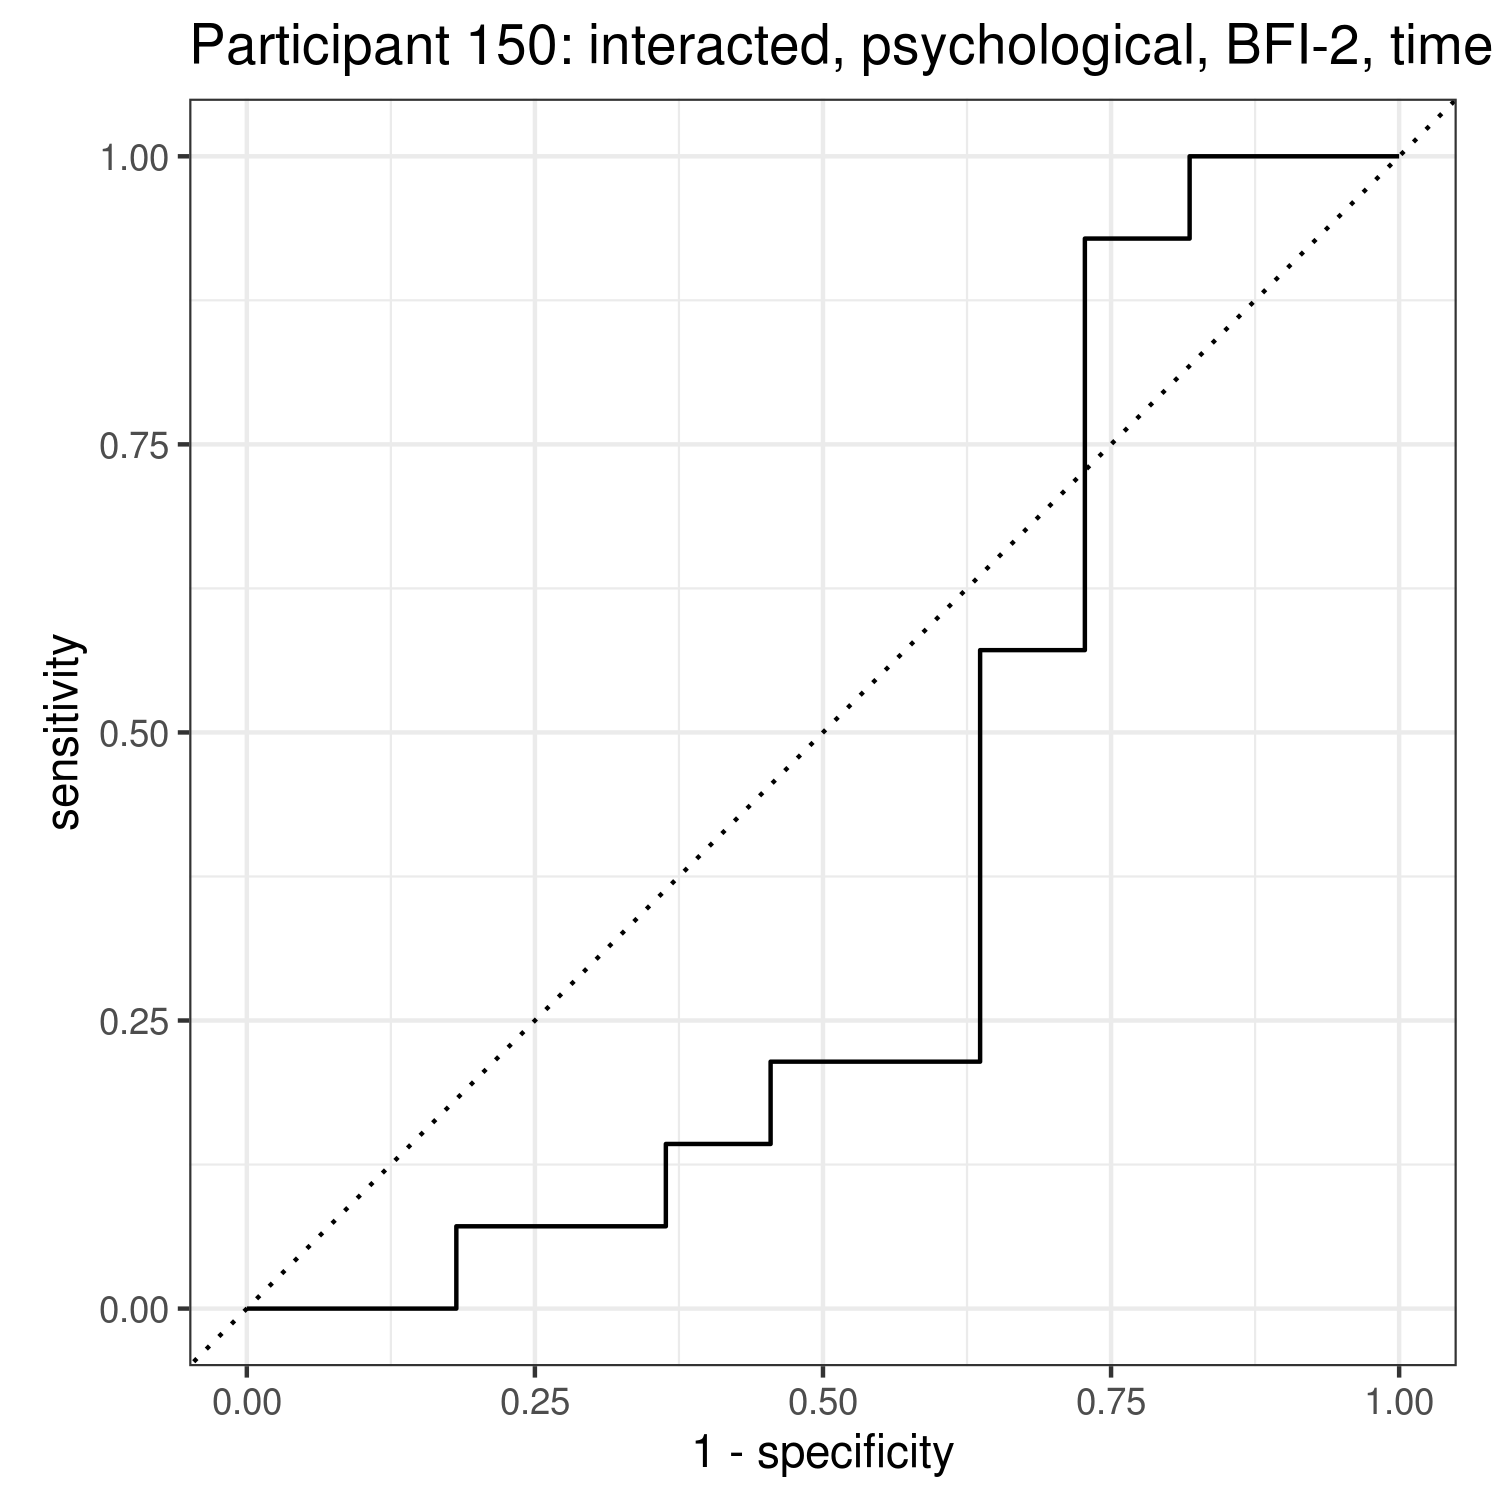 Participant 150: interacted, psychological, BFI-2, time
1.00
0.75
0.50
0.25
0.00
sensitivity
0.00 0.25 0.50 0.75 1.00
1 - specificity